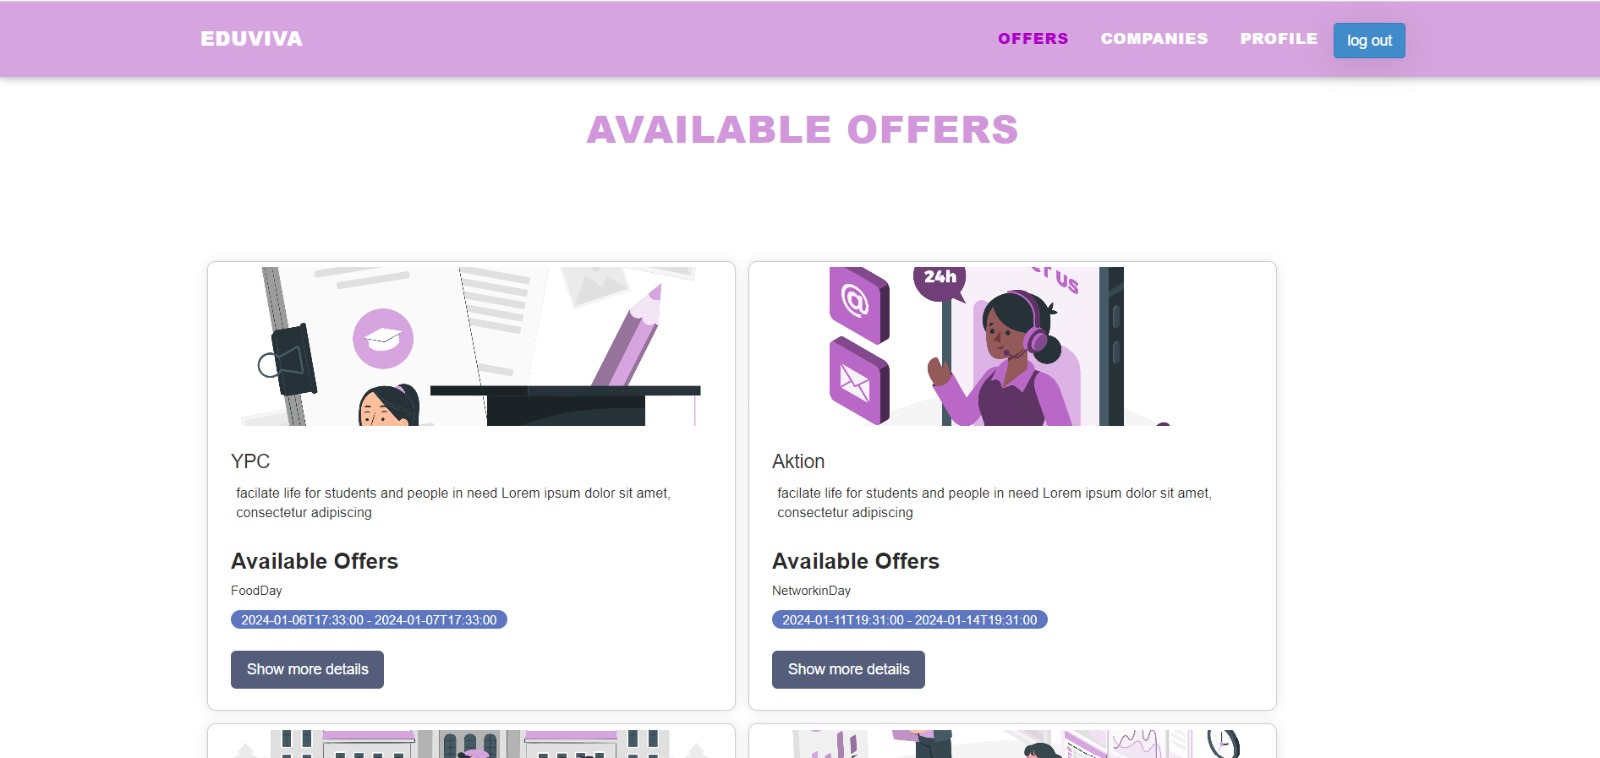 EDUVIVA
OFFERS COMPANIES PROFILE log out
AVAILABLE OFFERS
24h
us
@
YPC
facilate life for students and people in need Lorem ipsum dolor sit amet,
consectetur adipiscing
Available Offers
FoodDay
2024-01-06T17:33:00 - 2024-01-07T17:33:00
Show more details
Aktion
facilate life for students and people in need Lorem ipsum dolor sit amet,
consectetur adipiscing
Available Offers
NetworkinDay
2024-01-11T19:31:00 - 2024-01-14T19:31:00
Show more details